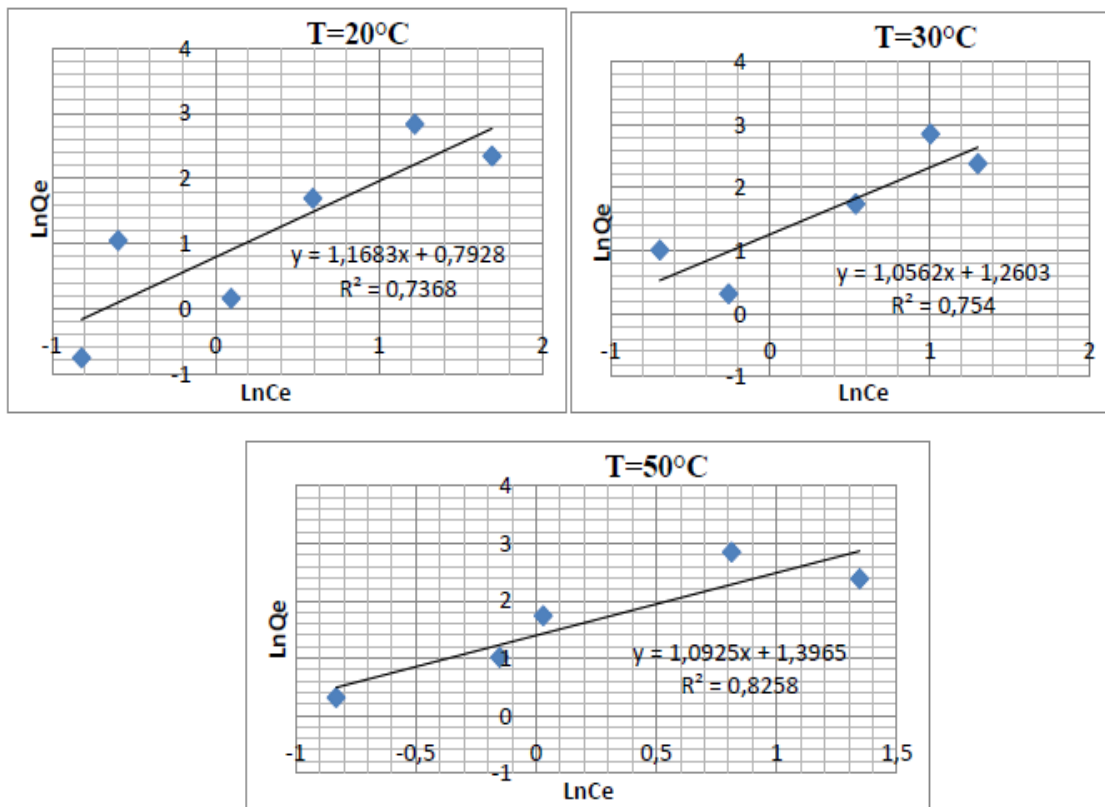 T=20°C
4
3
2
1
0
-1
-1 0 1 2
LnQe
LnCe
y = 1,1683x + 0,7928
R² = 0,7368
T=30°C
4
3
2
1
0
-1
-1 0 1 2
LnQe
LnCe
y = 1,0562x + 1,2603
R² = 0,754
T=50°C
4
3
2
1
0
-1
-1 -0,5 0 0,5 1 1,5
LnQe
LnCe
y = 1,0925x + 1,3965
R² = 0,8258